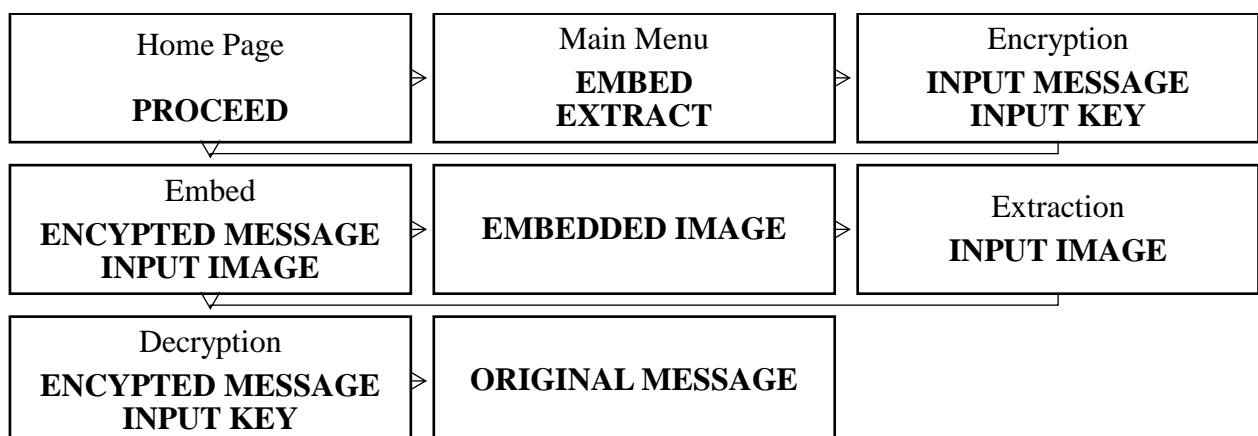 Home Page
PROCEED
Main Menu
EMBED
EXTRACT
Encryption
INPUT MESSAGE
INPUT KEY
Embed
ENCYPTED MESSAGE
INPUT IMAGE
EMBEDDED IMAGE
Extraction
INPUT IMAGE
Decryption
ENCYPTED MESSAGE
INPUT KEY
ORIGINAL MESSAGE